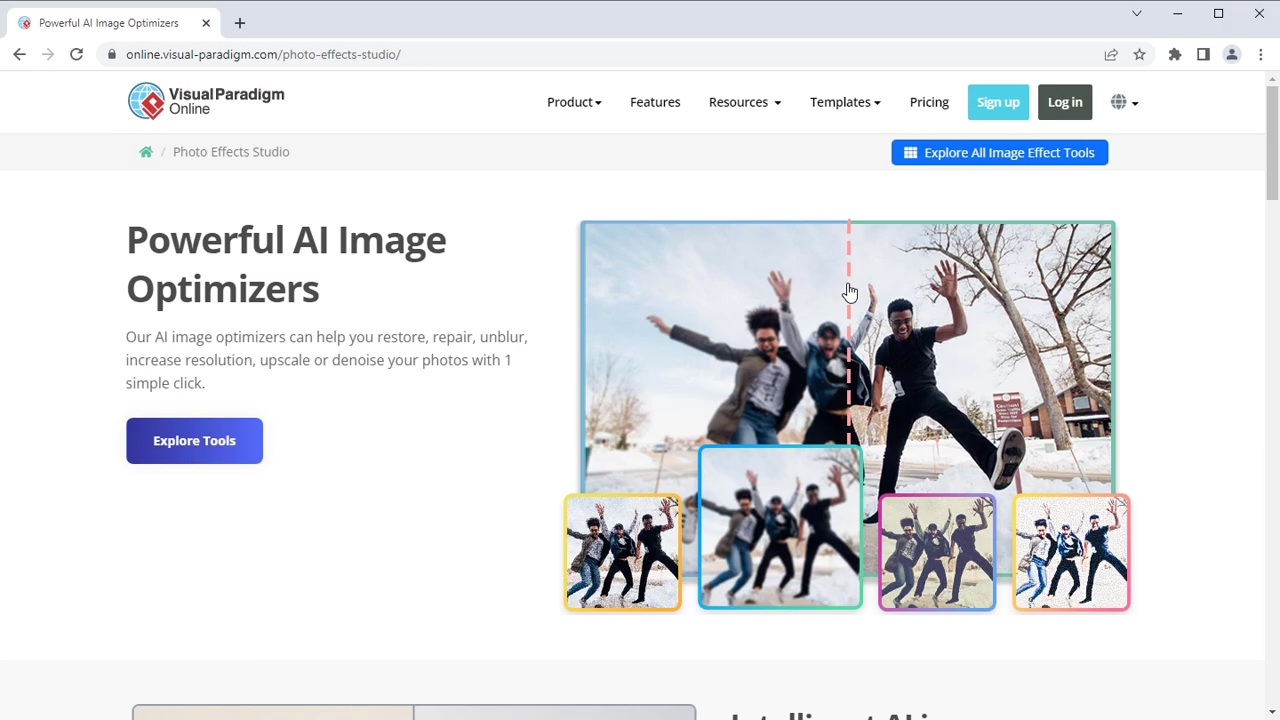 Powerful AI Image Optimizers
online.visual-paradigm.com/photo-effects-studio/
Visual Paradigm
Online
Product
Features
Resources
Templates
Pricing
Sign up
Log in
/ Photo Effects Studio
Explore All Image Effect Tools
Powerful AI Image
Optimizers
Our AI image optimizers can help you restore, repair, unblur,
increase resolution, upscale or denoise your photos with 1
simple click.
Explore Tools